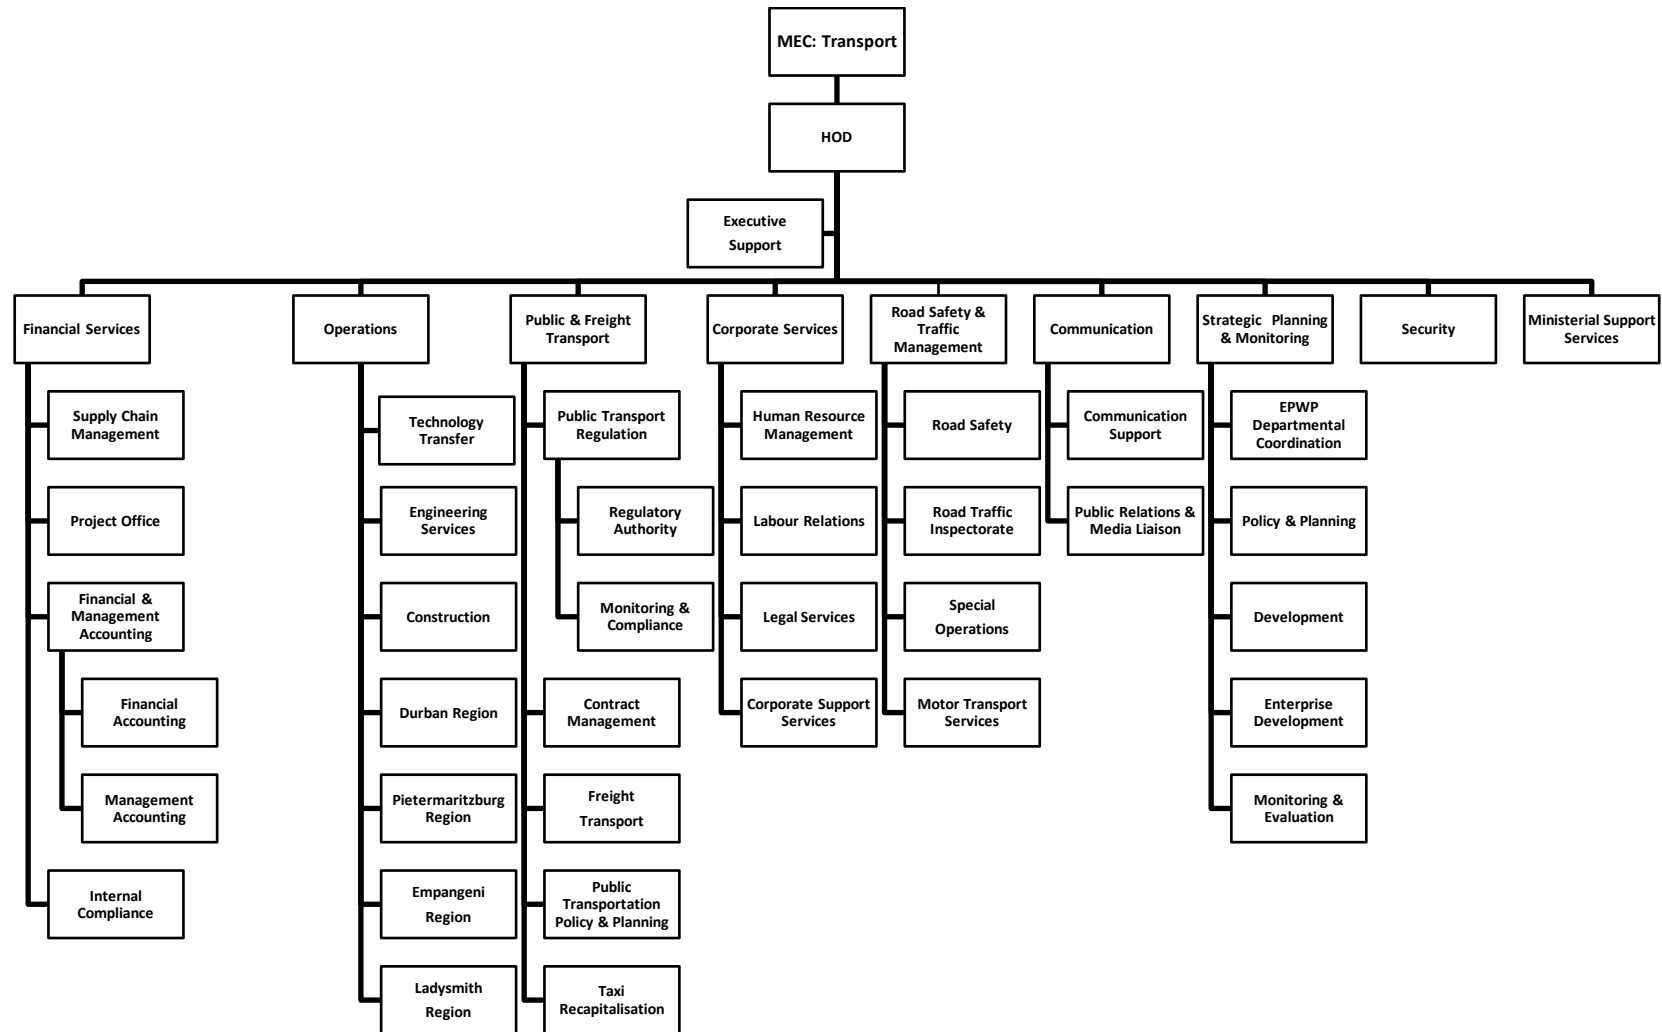 MEC: Transport
HOD
Executive
Support
Financial Services
Operations
Public & Freight
Transport
Corporate Services
Road Safety &
Traffic
Management
Communication
Strategic Planning
& Monitoring
Security
Ministerial Support
Services
Supply Chain
Management
Project Office
Financial &
Management
Accounting
Financial
Accounting
Management
Accounting
Internal
Compliance
Technology
Transfer
Engineering
Services
Construction
Durban Region
Pietermaritzburg
Region
Empangeni
Region
Ladysmith
Region
Public Transport
Regulation
Regulatory
Authority
Monitoring &
Compliance
Contract
Management
Freight
Transport
Public
Transportation
Policy & Planning
Taxi
Recapitalisation
Human Resource
Management
Labour Relations
Legal Services
Corporate Support
Services
Road Safety
Road Traffic
Inspectorate
Special
Operations
Motor Transport
Services
Communication
Support
Public Relations &
Media Liaison
EPWP
Departmental
Coordination
Policy & Planning
Development
Enterprise
Development
Monitoring &
Evaluation